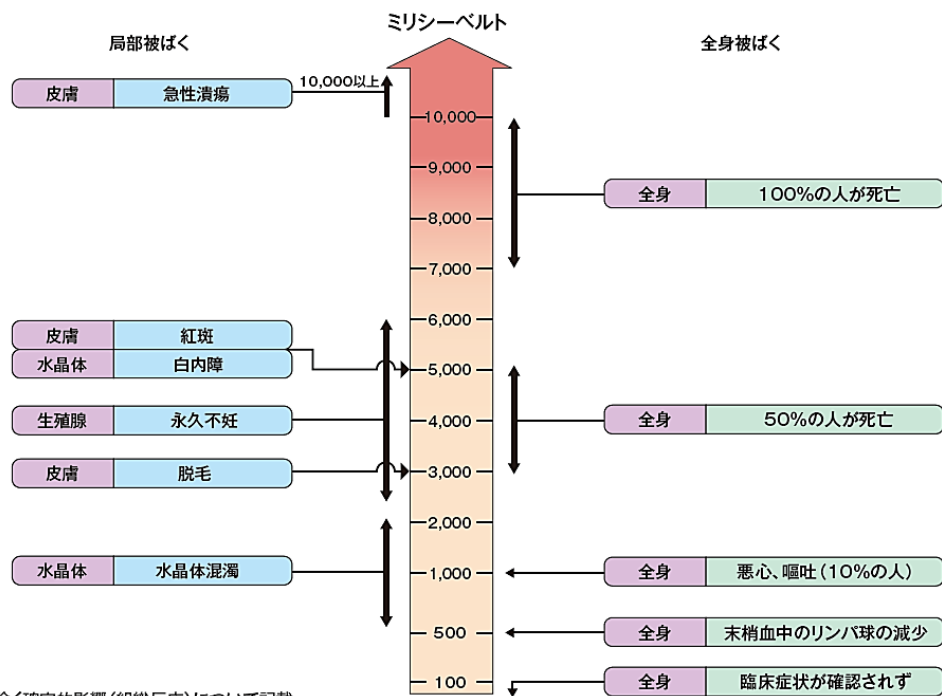 ミリシーベルト
局部被ばく
全身被ばく
皮膚 急性潰瘍 10,000以上
10,000
9,000
全身 100%の人が死亡
8,000
7,000
6,000
皮膚 紅斑
水晶体 白内障
5,000
生殖腺 永久不妊
4,000
全身 50%の人が死亡
皮膚 脱毛
3,000
2,000
水晶体 水晶体混濁
1,000
全身 悪心、嘔吐(10%の人)
500
全身 末梢血中のリンパ球の減少
100
全身 臨床症状が確認されず